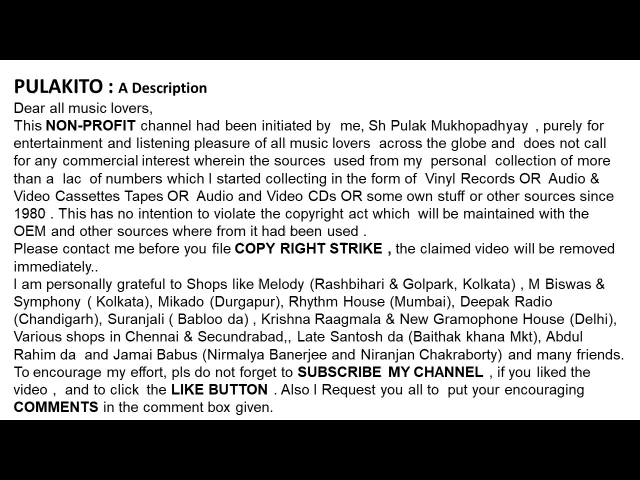 PULAKITO : A Description
Dear all music lovers,
This NON-PROFIT channel had been initiated by me, Sh Pulak Mukhopadhyay , purely for
entertainment and listening pleasure of all music lovers across the globe and does not call
for any commercial interest wherein the sources used from my personal collection of more
than a lac of numbers which I started collecting in the form of Vinyl Records OR Audio &
Video Cassettes Tapes OR Audio and Video CDs OR some own stuff or other sources since
1980 . This has no intention to violate the copyright act which will be maintained with the
OEM and other sources where from it had been used .
Please contact me before you file COPY RIGHT STRIKE , the claimed video will be removed
immediately..
I am personally grateful to Shops like Melody (Rashbihari & Golpark, Kolkata) , M Biswas &
Symphony ( Kolkata), Mikado (Durgapur), Rhythm House (Mumbai), Deepak Radio
(Chandigarh), Suranjali ( Babloo da) , Krishna Raagmala & New Gramophone House (Delhi),
Various shops in Chennai & Secundrabad,, Late Santosh da (Baithak khana Mkt), Abdul
Rahim da and Jamai Babus (Nirmalya Banerjee and Niranjan Chakraborty) and many friends.
To encourage my effort, pls do not forget to SUBSCRIBE MY CHANNEL , if you liked the
video , and to click the LIKE BUTTON . Also I Request you all to put your encouraging
COMMENTS in the comment box given.